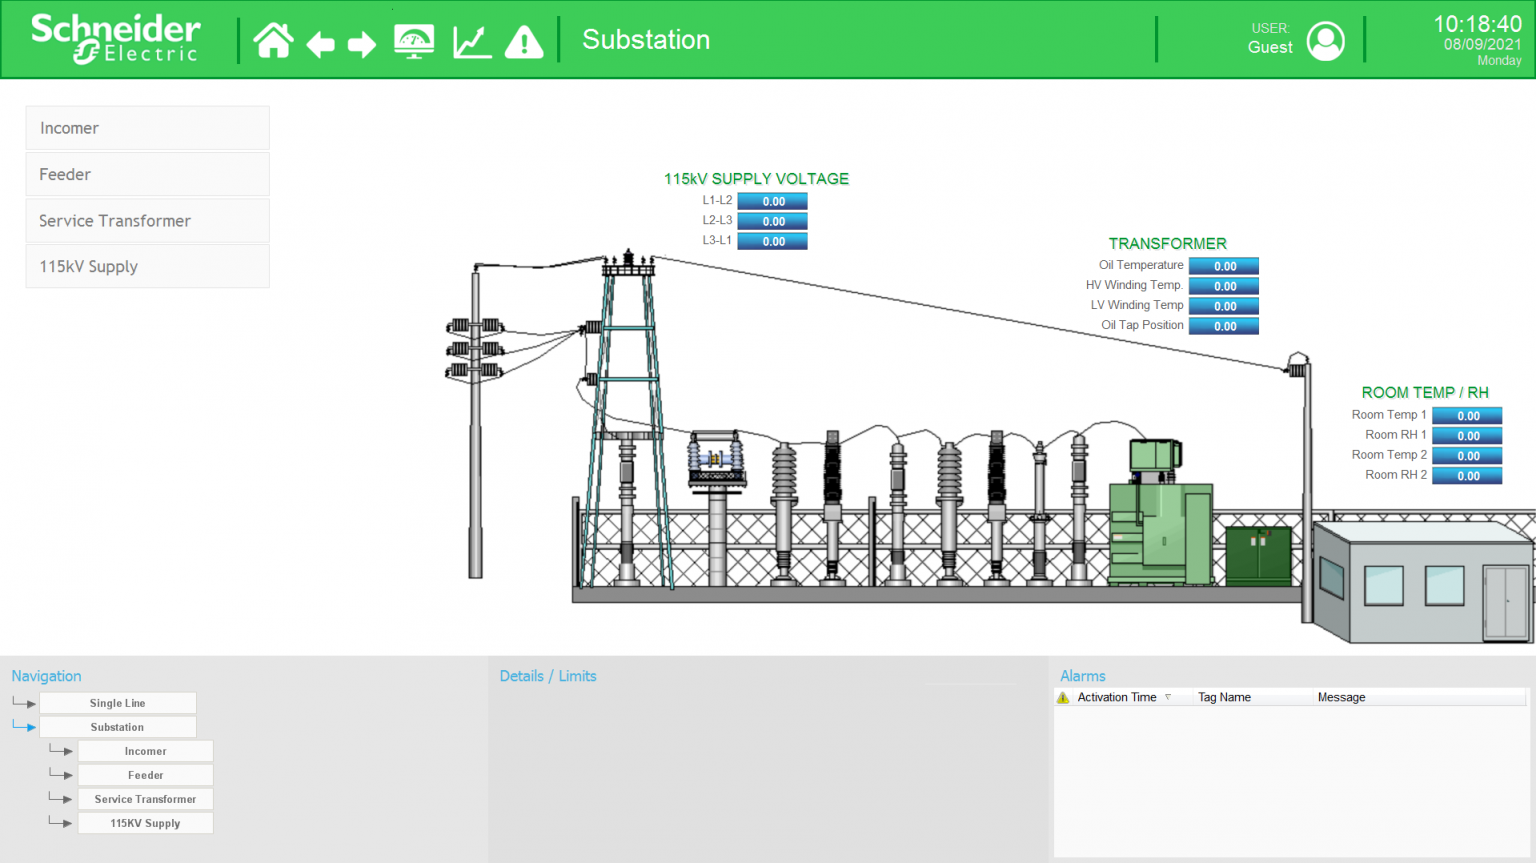 Schneider
Electric
Substation
USER:
Guest
10:18:40
08/09/2021
Monday
Incomer
Feeder
Service Transformer
115kV Supply
115kV SUPPLY VOLTAGE
L1-L2 0.00
L2-L3 0.00
L3-L1 0.00
TRANSFORMER
Oil Temperature 0.00
HV Winding Temp. 0.00
LV Winding Temp 0.00
Oil Tap Position 0.00
ROOM TEMP / RH
Room Temp 1 0.00
Room RH 1 0.00
Room Temp 2 0.00
Room RH 2 0.00
Navigation
Single Line
Substation
Incomer
Feeder
Service Transformer
115KV Supply
Details / Limits
Alarms
Activation Time Tag Name Message